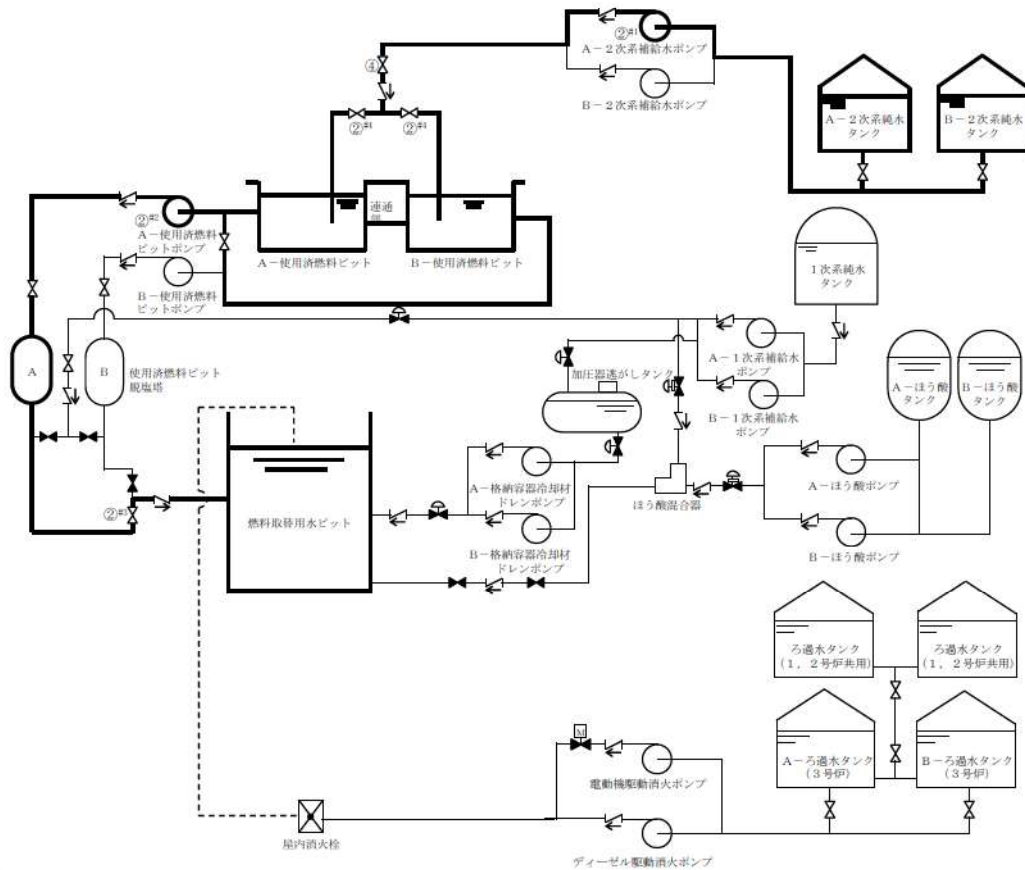 ②#1
A－2次系補給水ポンプ
④
B－2次系補給水ポンプ
A－2次系純水
タンク
B－2次系純水
タンク
②#4
②#4
連通
②#2
A－使用済燃料
ピットポンプ
A－使用済燃料ピット
B－使用済燃料ピット
B－使用済燃料
ピットポンプ
1次系純水
タンク
A
B
使用済燃料ピット
脱塩塔
加圧器逃がしタンク
A－1次系補給水
ポンプ
B－1次系補給水
ポンプ
A－ほう酸
タンク
B－ほう酸
タンク
A－格納容器冷却材
ドレンポンプ
ほう酸混合器
A－ほう酸ポンプ
②#3
燃料取替用水ピット
B－格納容器冷却材
ドレンポンプ
B－ほう酸ポンプ
ろ過水タンク
(1，2号炉共用)
ろ過水タンク
(1，2号炉共用)
M
A－ろ過水タンク
(3号炉)
B－ろ過水タンク
(3号炉)
電動機駆動消火ポンプ
屋内消火栓
ディーゼル駆動消火ポンプ